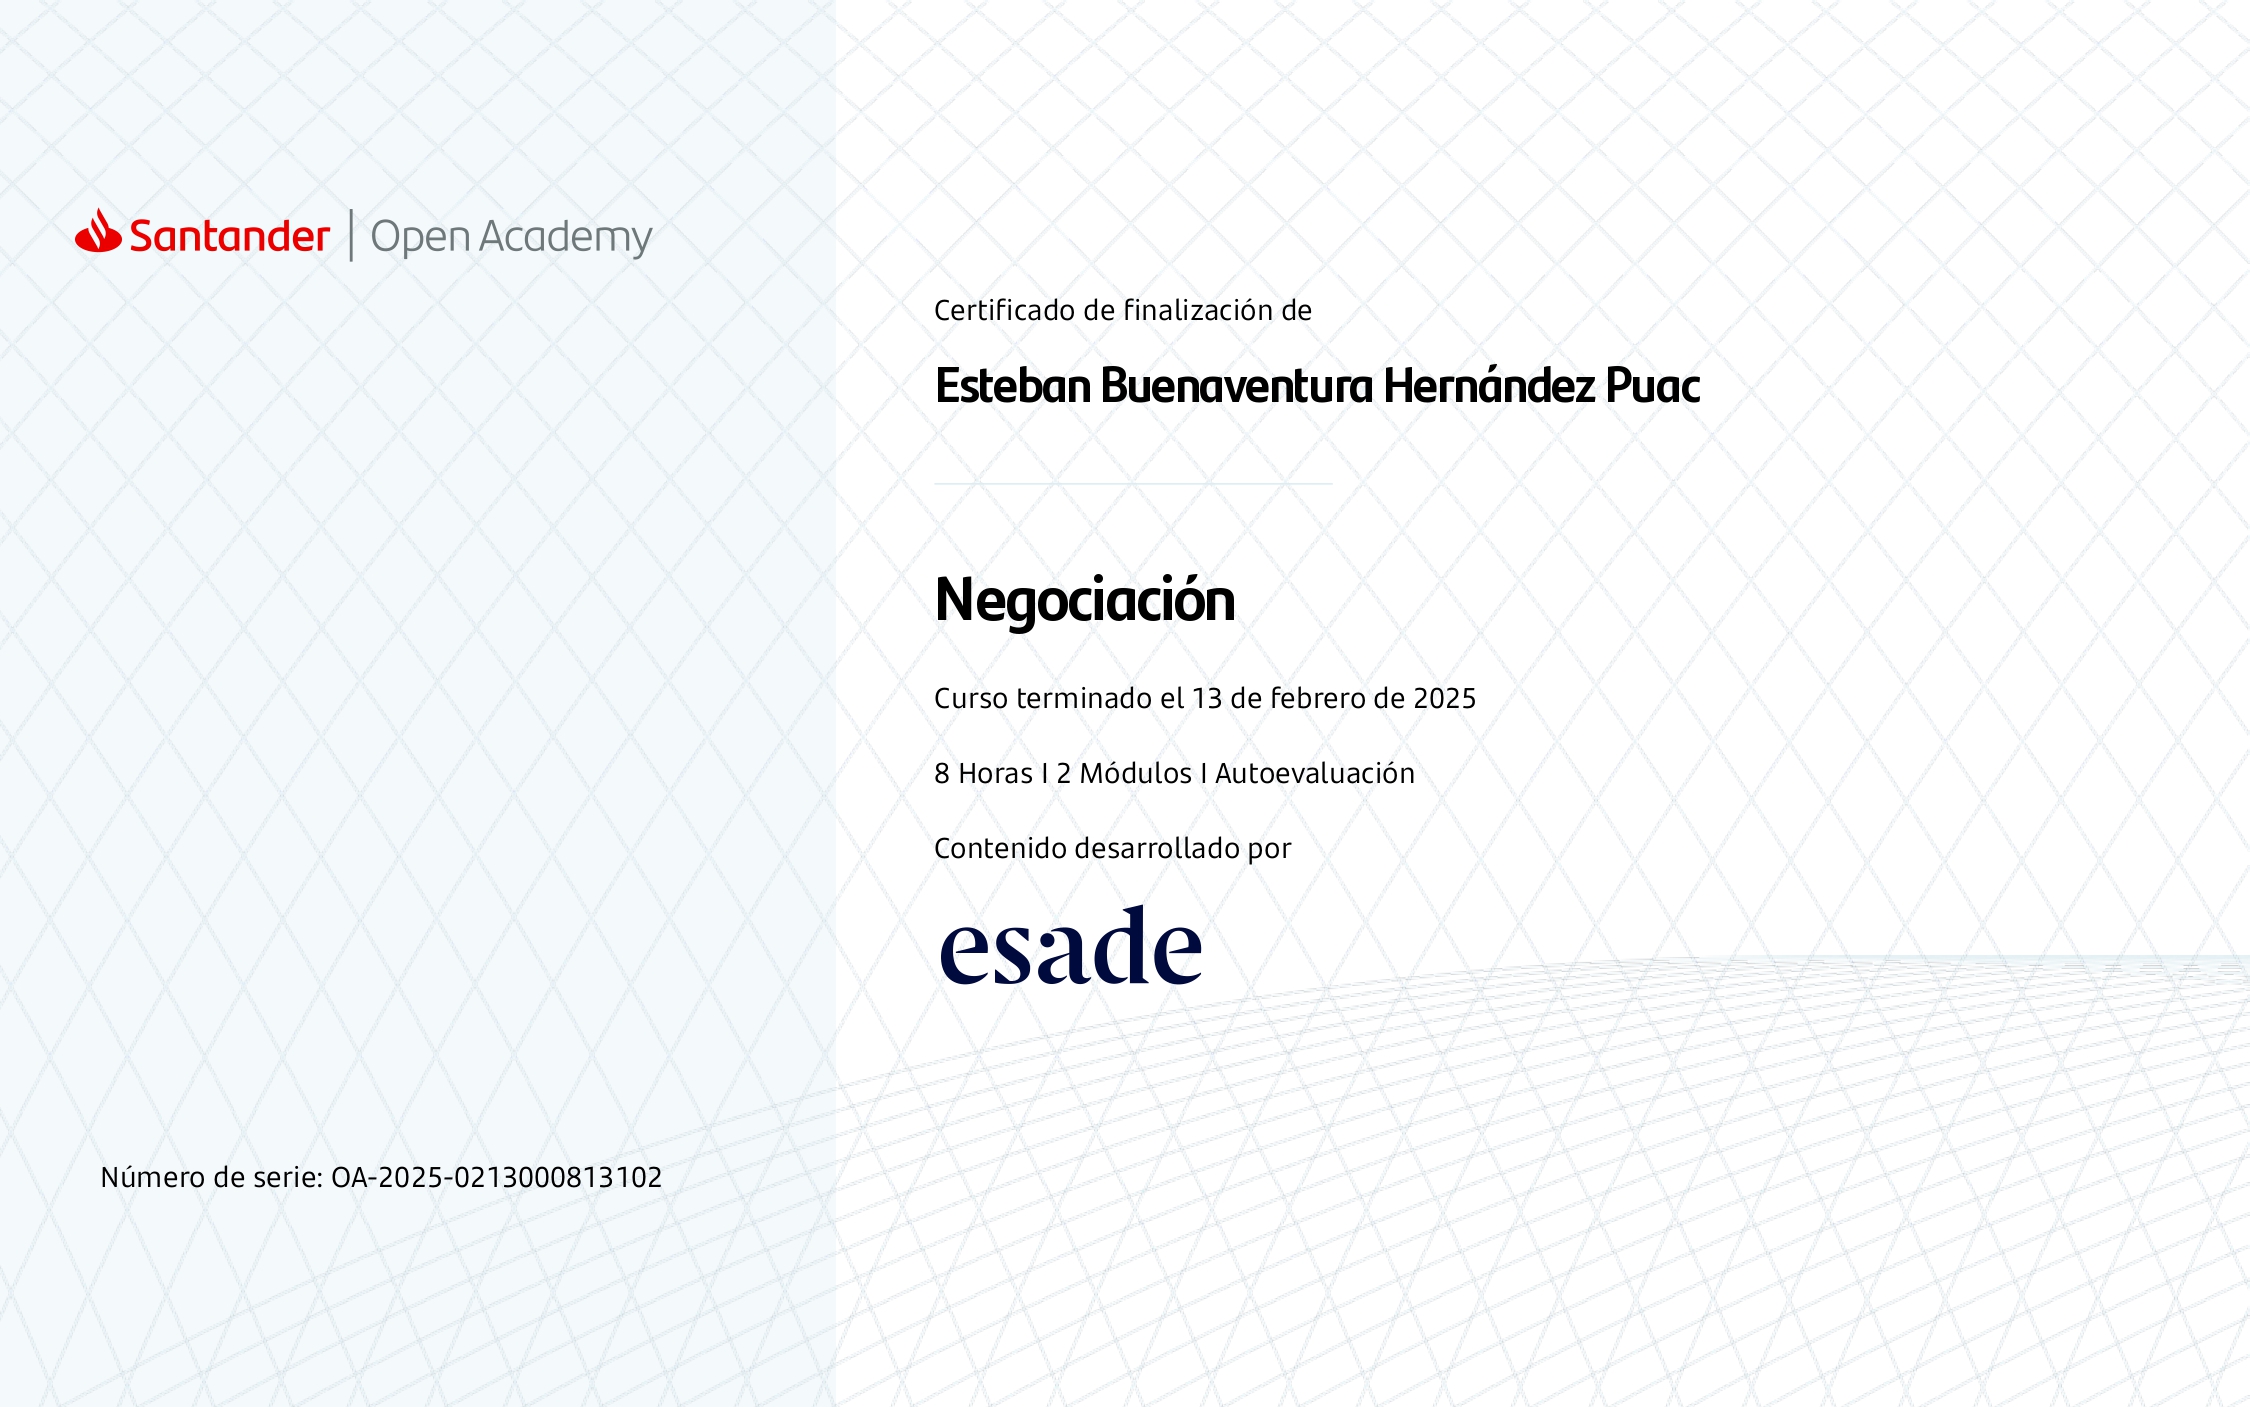 Santander | Open Academy
Certificado de finalización de
Esteban Buenaventura Hernández Puac
Negociación
Curso terminado el 13 de febrero de 2025
8 Horas I 2 Módulos I Autoevaluación
Contenido desarrollado por
esade
Número de serie: OA-2025-0213000813102